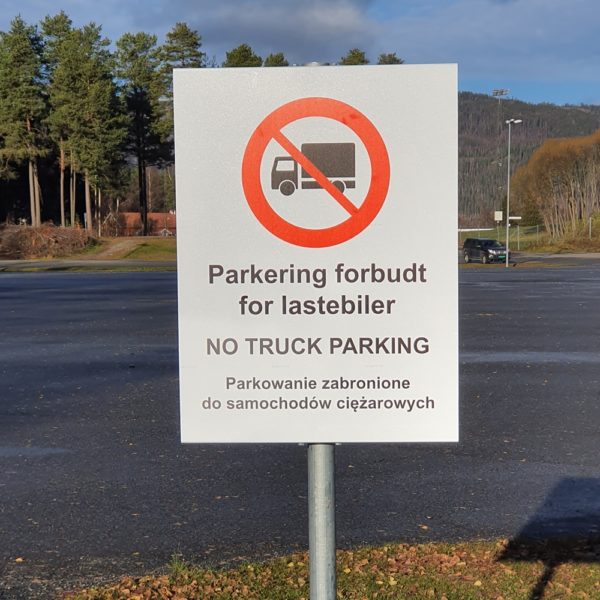 Parkering forbudt
for lastebiler
NO TRUCK PARKING
Parkowanie zabronione
do samochodów ciężarowych